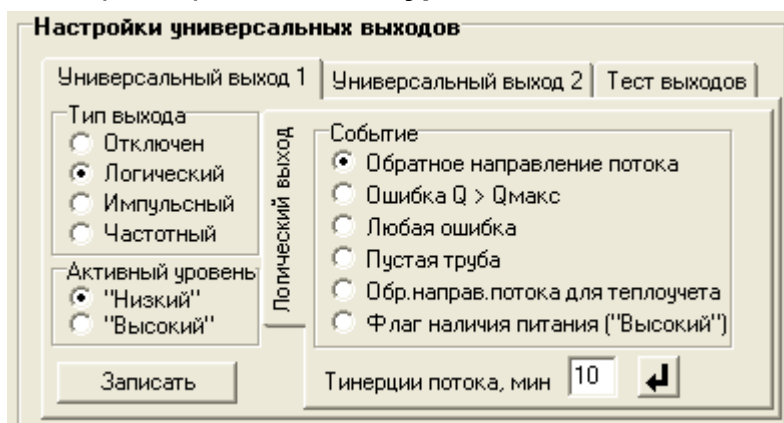 Настройки универсальных выходов
Универсальный выход 1
Универсальный выход 2
Тест выходов
Тип выхода
Отключен
Логический
Импульсный
Частотный
Активный уровень
"Низкий"
"Высокий"
Записать
Логический выход
Событие
Обратное направление потока
Ошибка Q > Qмакс
Любая ошибка
Пустая труба
Обр.направ.потока для теплоучета
Флаг наличия питания ("Высокий")
Тинерции потока, мин
10